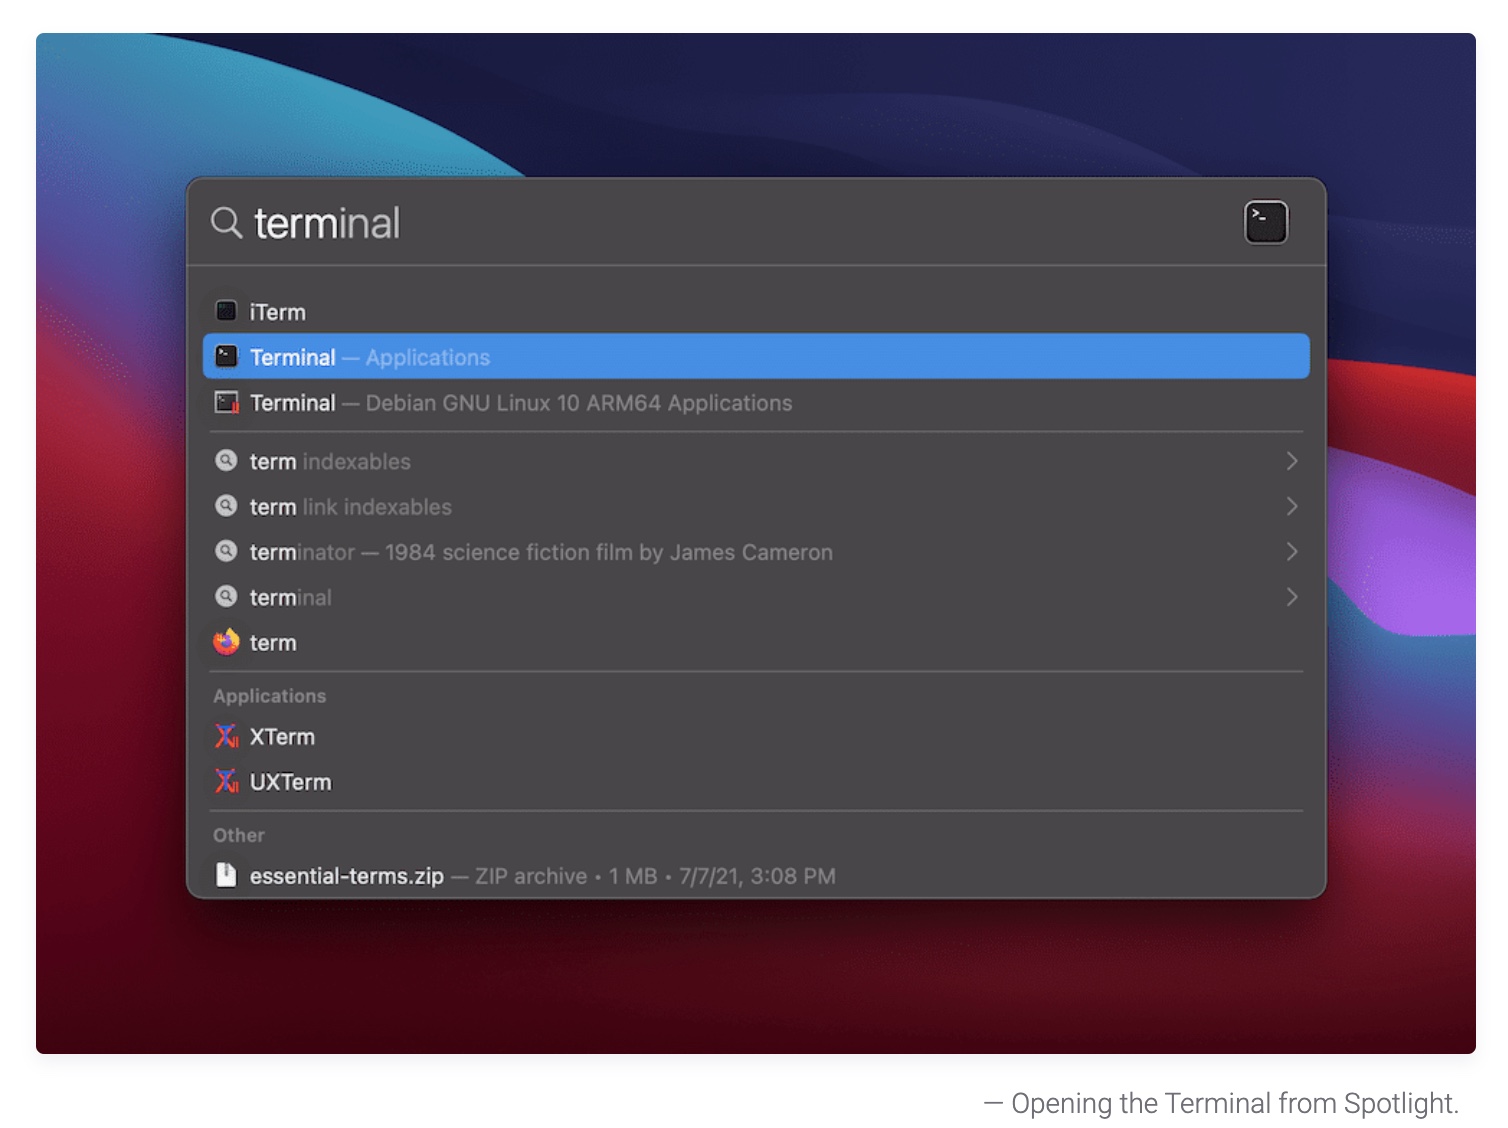 terminal
iTerm
Terminal — Applications
Terminal — Debian GNU Linux 10 ARM64 Applications
term indexables
term link indexables
terminator — 1984 science fiction film by James Cameron
terminal
term
Applications
XTerm
UXTerm
Other
essential-terms.zip — ZIP archive • 1 MB • 7/7/21, 3:08 PM
— Opening the Terminal from Spotlight.